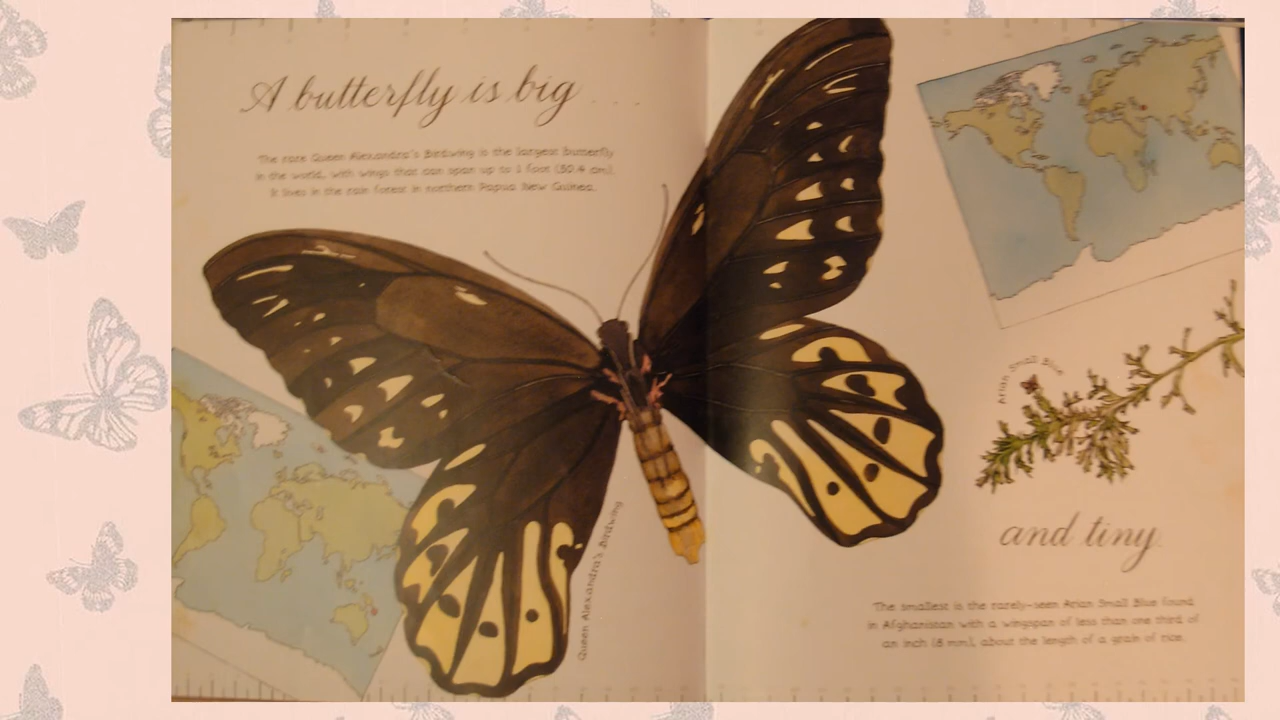 A butterfly is big . . . .
The rare Queen Alexandra's Birdwing is the largest butterfly
in the world, with wings that can span up to 1 foot (30.4 cm).
It lives in the rain forest in northern Papua New Guinea.
Queen Alexandra's Birdwing
Arian Small Blue
and tiny.
The smallest is the rarely-seen Arian Small Blue found
in Afghanistan with a wingspan of less than one third of
an inch (8 mm), about the length of a grain of rice.